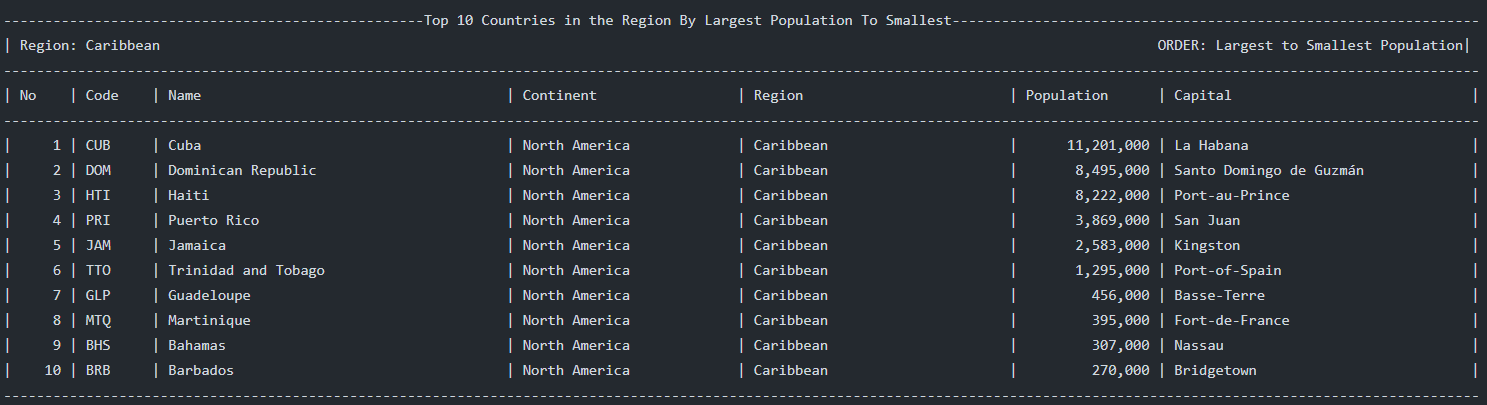 --------------------------------------------------Top 10 Countries in the Region By Largest Population To Smallest----------------------------------------------------------------
| Region: Caribbean ORDER: Largest to Smallest Population|
| No | Code | Name | Continent | Region | Population | Capital |
| 1 | CUB | Cuba | North America | Caribbean | 11,201,000 | La Habana |
| 2 | DOM | Dominican Republic | North America | Caribbean | 8,495,000 | Santo Domingo de Guzmán |
| 3 | HTI | Haiti | North America | Caribbean | 8,222,000 | Port-au-Prince |
| 4 | PRI | Puerto Rico | North America | Caribbean | 3,869,000 | San Juan |
| 5 | JAM | Jamaica | North America | Caribbean | 2,583,000 | Kingston |
| 6 | TTO | Trinidad and Tobago | North America | Caribbean | 1,295,000 | Port-of-Spain |
| 7 | GLP | Guadeloupe | North America | Caribbean | 456,000 | Basse-Terre |
| 8 | MTQ | Martinique | North America | Caribbean | 395,000 | Fort-de-France |
| 9 | BHS | Bahamas | North America | Caribbean | 307,000 | Nassau |
| 10 | BRB | Barbados | North America | Caribbean | 270,000 | Bridgetown |